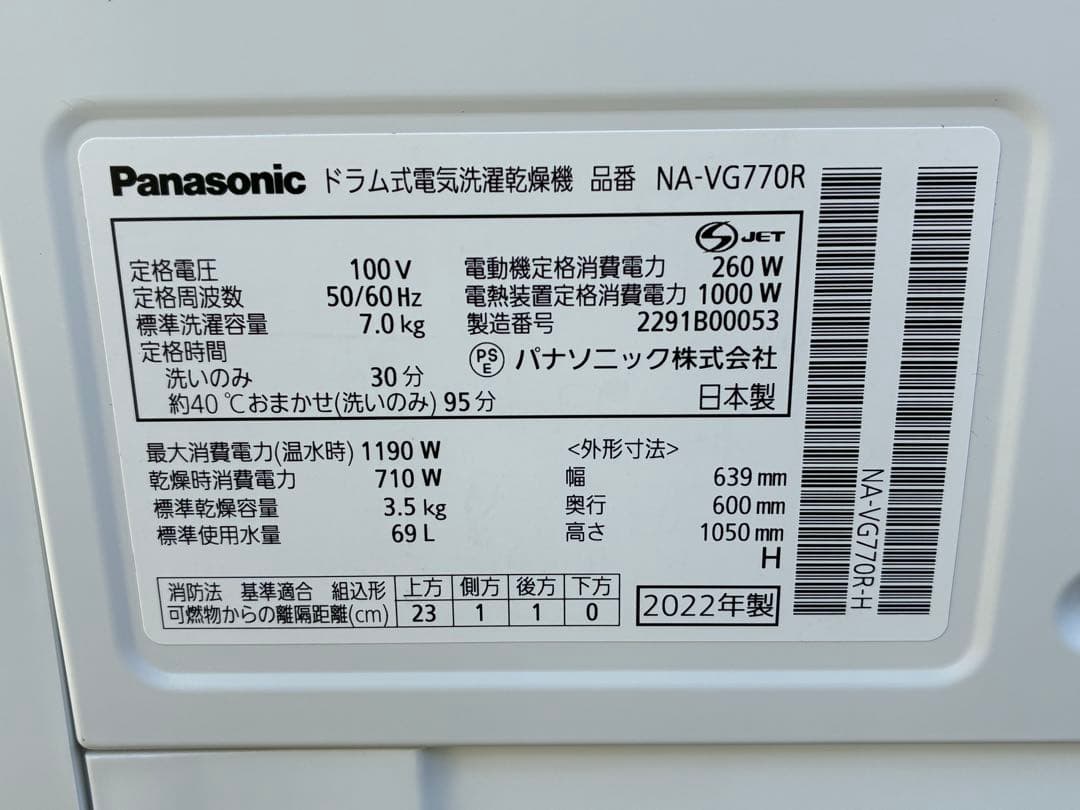 Panasonic ドラム式電気洗濯乾燥機 品番 NA-VG770R
S JET
定格電圧 100 V
定格周波数 50/60 Hz
標準洗濯容量 7.0 kg
定格時間
洗いのみ 30 分
約40 ℃おまかせ(洗いのみ) 95 分
電動機定格消費電力 260 W
電熱装置定格消費電力 1000 W
製造番号 2291B00053
PS E パナソニック株式会社
日本製
最大消費電力(温水時) 1190 W
乾燥時消費電力 710 W
標準乾燥容量 3.5 kg
標準使用水量 69 L
<外形寸法>
幅 639 mm
奥行 600 mm
高さ 1050 mm
H
消防法 基準適合 組込形 上方 側方 後方 下方
可燃物からの離隔距離(cm) 23 1 1 0
2022年製
NA-VG770R-H